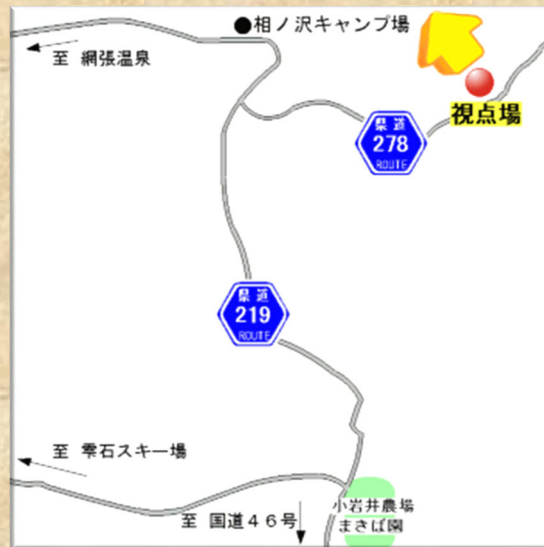 ●相ノ沢キャンプ場
至 網張温泉
視点場
県道
278
ROUTE
県道
219
ROUTE
至 雫石スキー場
小岩井農場
まきば園
至 国道46号